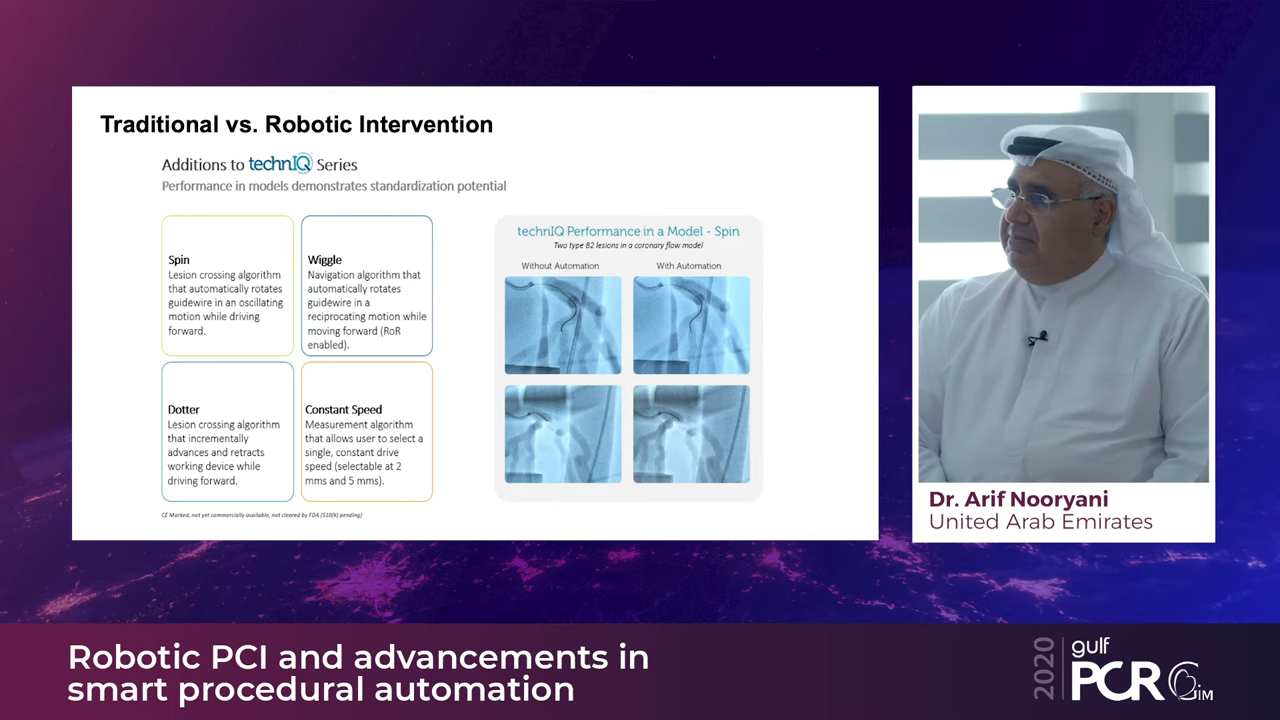 Traditional vs. Robotic Intervention
Additions to technIQ Series
Performance in models demonstrates standardization potential
Spin
Lesion crossing algorithm
that automatically rotates
guidewire in an oscillating
motion while driving
forward.
Wiggle
Navigation algorithm that
automatically rotates
guidewire in a
reciprocating motion while
moving forward (RoR
enabled).
Dotter
Lesion crossing algorithm
that incrementally
advances and retracts
working device while
driving forward.
Constant Speed
Measurement algorithm
that allows user to select a
single, constant drive
speed (selectable at 2
mms and 5 mms).
technIQ Performance in a Model - Spin
Two type B2 lesions in a coronary flow model
Without Automation
With Automation
CE Marked, not yet commercially available, not cleared by FDA (510(k) pending)
Dr. Arif Nooryani
United Arab Emirates
Robotic PCI and advancements in
smart procedural automation
2020
gulf
PCR GIM